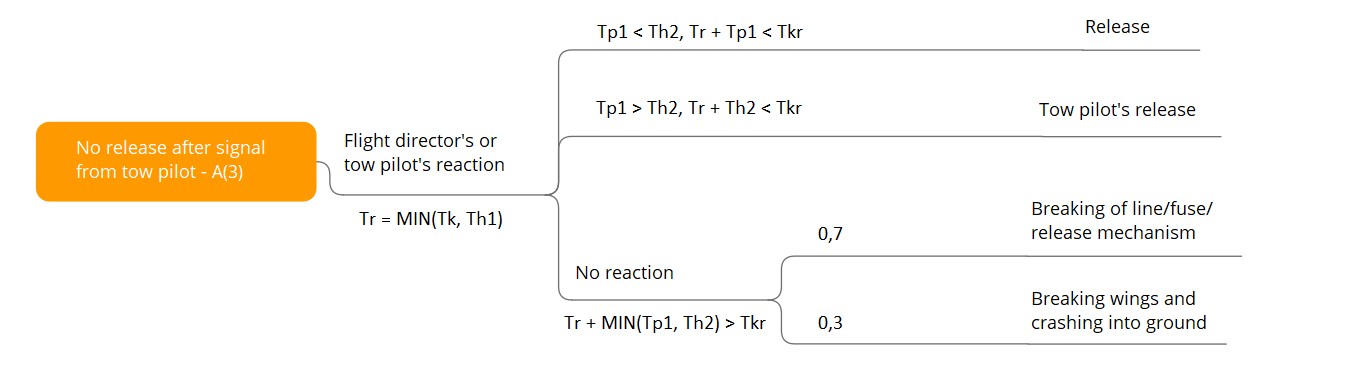 Tp1 < Th2, Tr + Tp1 < Tkr
Release
Tp1 > Th2, Tr + Th2 < Tkr
Tow pilot's release
No release after signal
from tow pilot - A(3)
Flight director's or
tow pilot's reaction
Tr = MIN(Tk, Th1)
No reaction
Tr + MIN(Tp1, Th2) > Tkr
0,7
Breaking of line/fuse/
release mechanism
0,3
Breaking wings and
crashing into ground